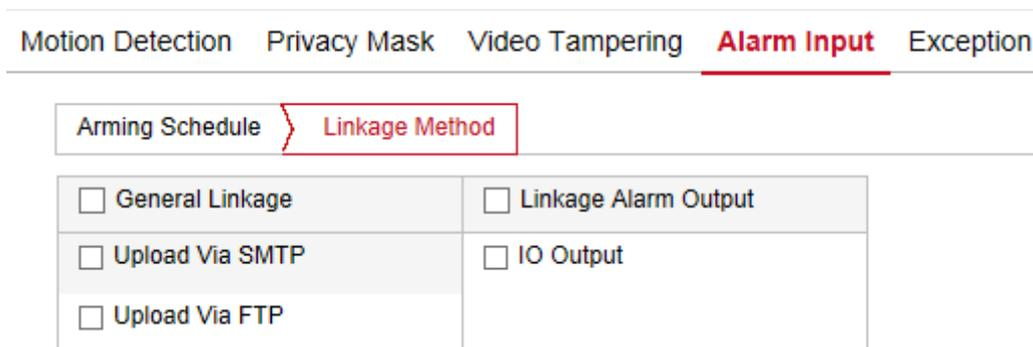 Motion Detection Privacy Mask Video Tampering Alarm Input Exception
Arming Schedule Linkage Method
General Linkage Linkage Alarm Output
Upload Via SMTP IO Output
Upload Via FTP